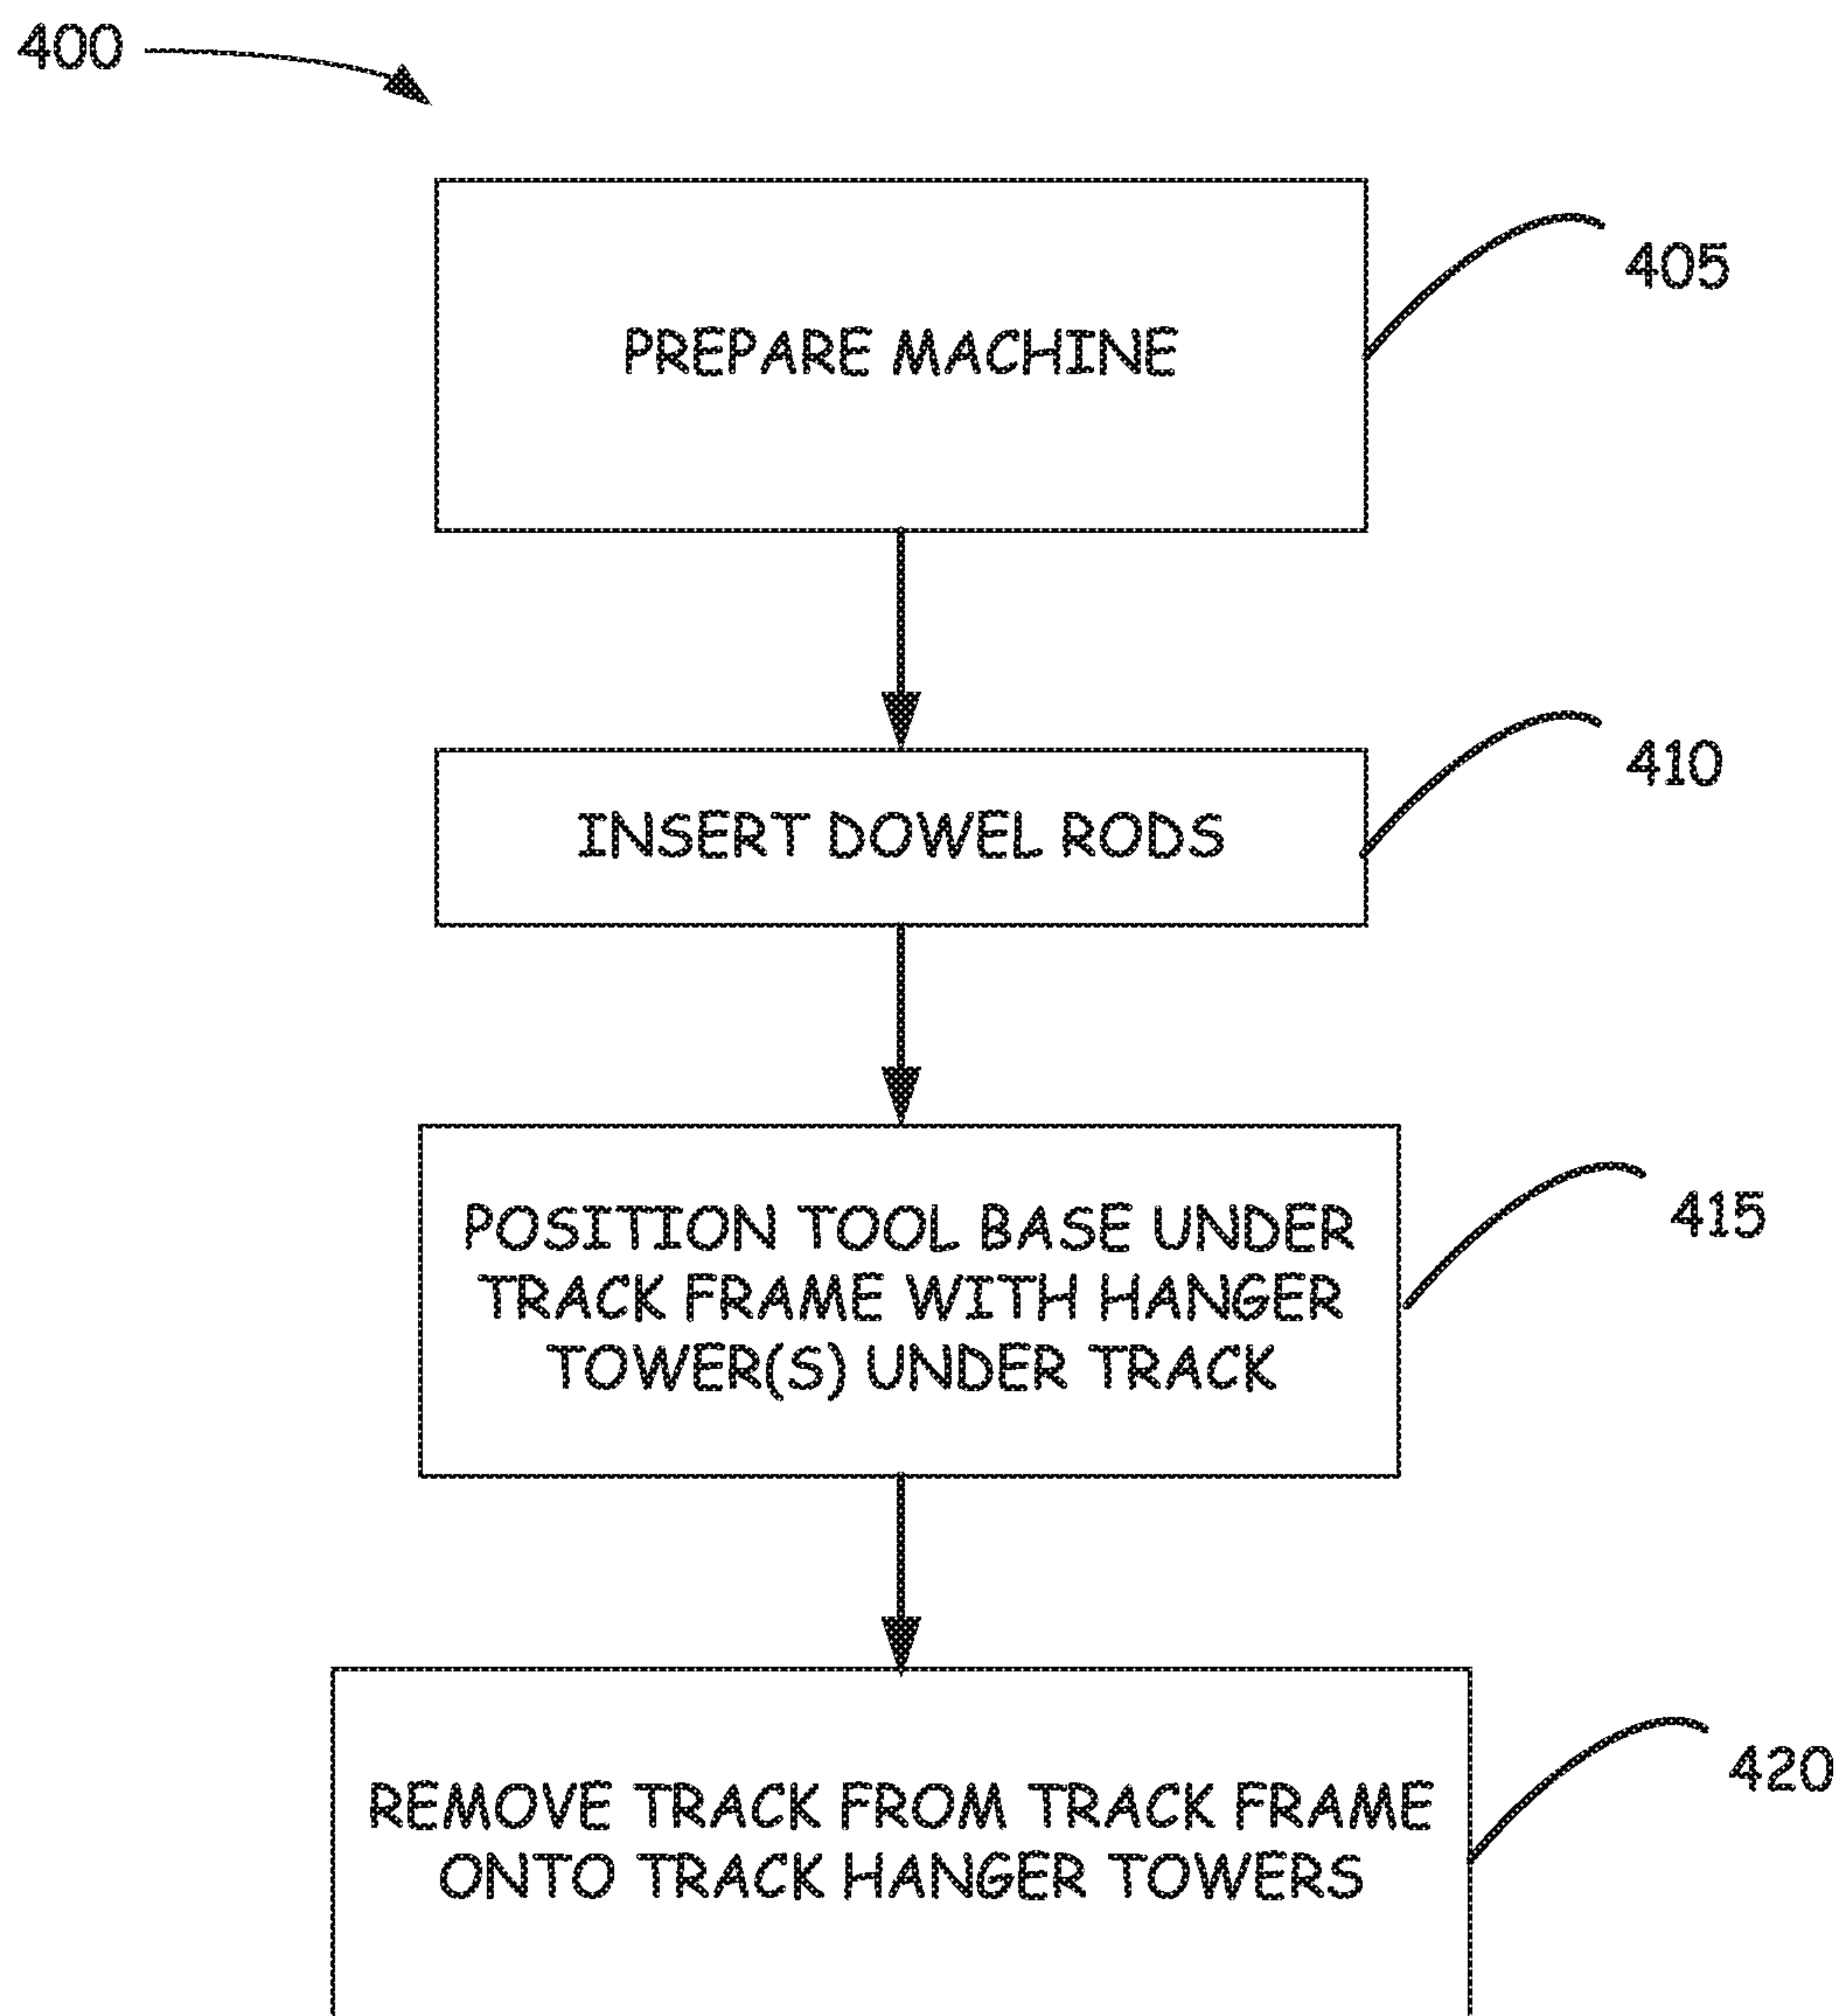 400
PREPARE MACHINE
405
INSERT DOWEL RODS
410
POSITION TOOL BASE UNDER
TRACK FRAME WITH HANGER
TOWER(S) UNDER TRACK
415
REMOVE TRACK FROM TRACK FRAME
ONTO TRACK HANGER TOWERS
420